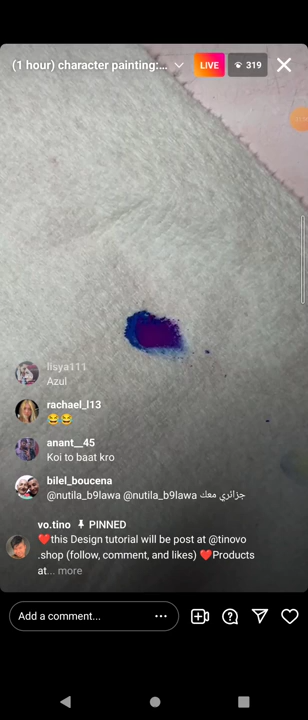 (1 hour) character painting:...
LIVE
319
lisya111
Azul
rachael_l13
😂😂
anant__45
Koi to baat kro
bilel_boucena
@nutila_b9lawa @nutila_b9lawa جزائري معك
vo.tino PINNED
❤️this Design tutorial will be post at @tinovo
.shop (follow, comment, and likes) ❤️Products
at... more
Add a comment...